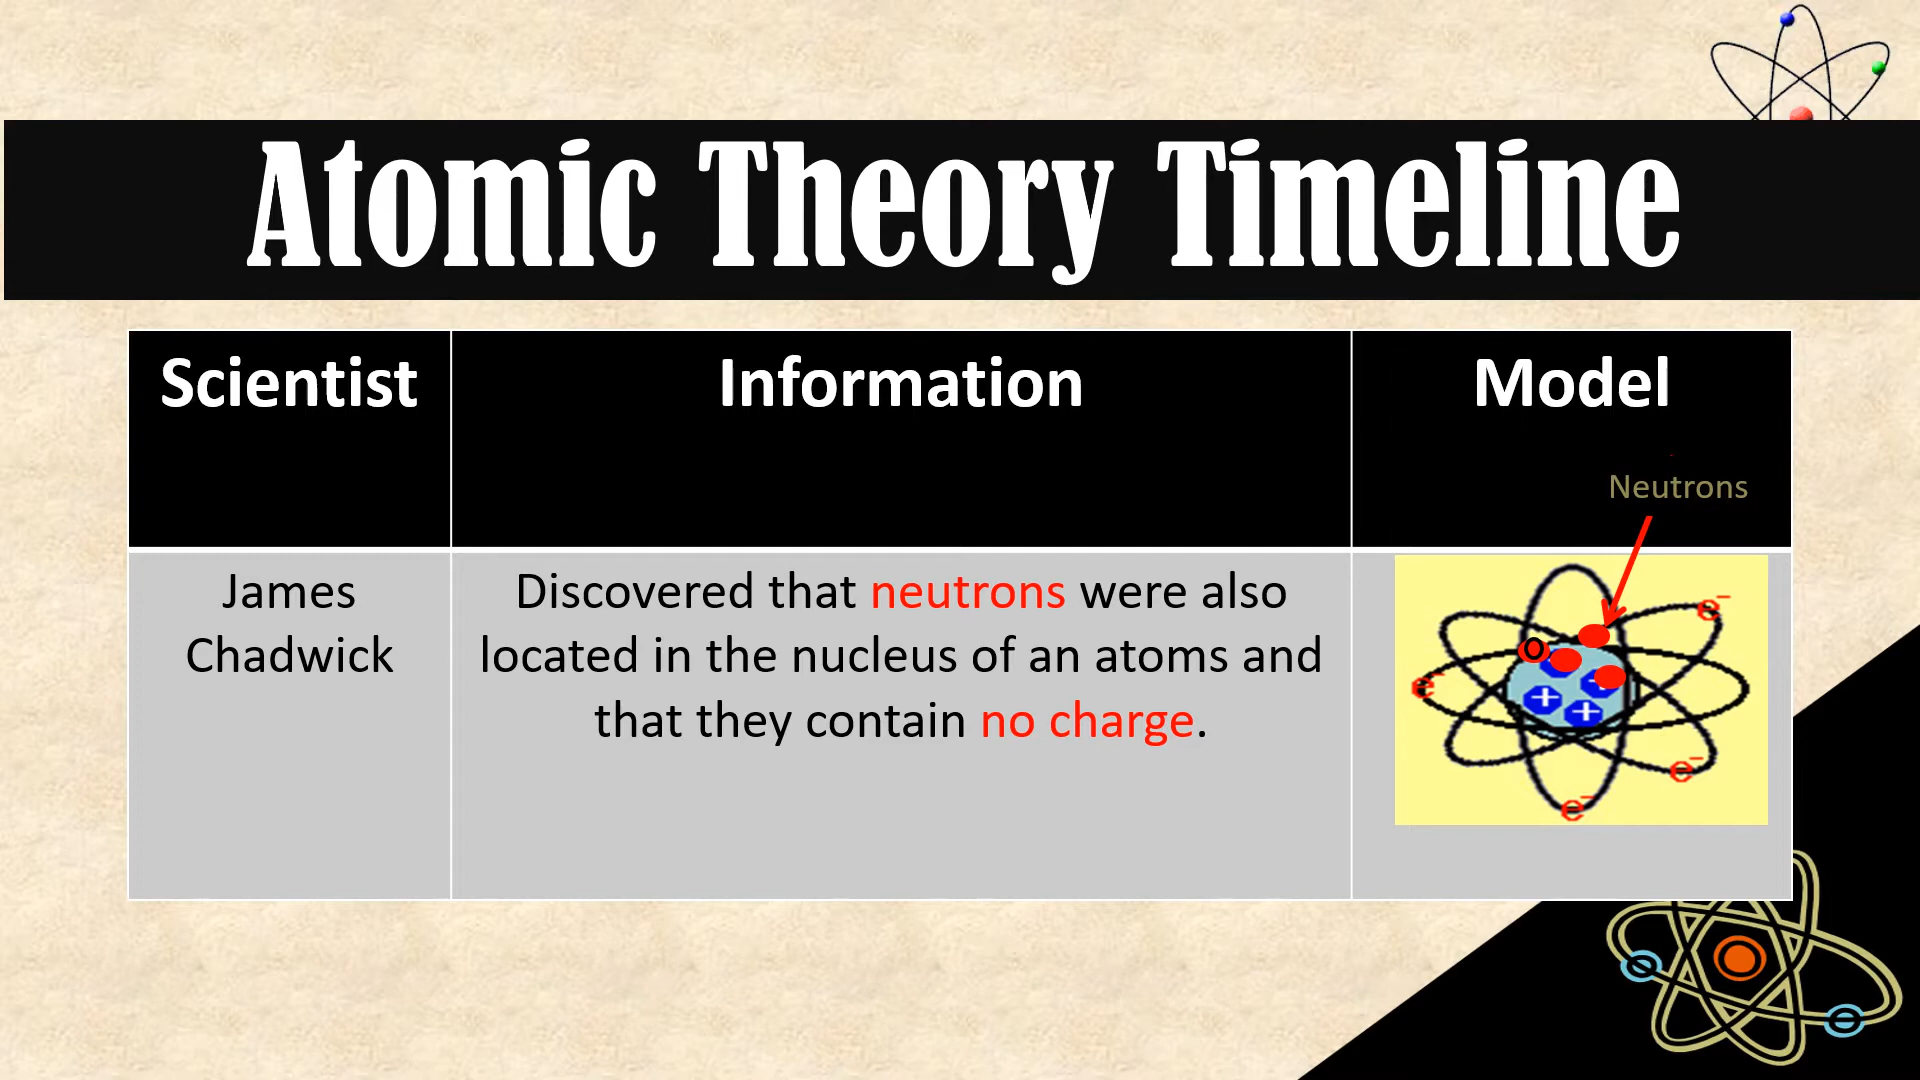 Atomic Theory Timeline
Scientist
Information
Model
Neutrons
James
Chadwick
Discovered that neutrons were also
located in the nucleus of an atoms and
that they contain no charge.
e⁻
O
e⁻
+
+
+
e⁻
e⁻